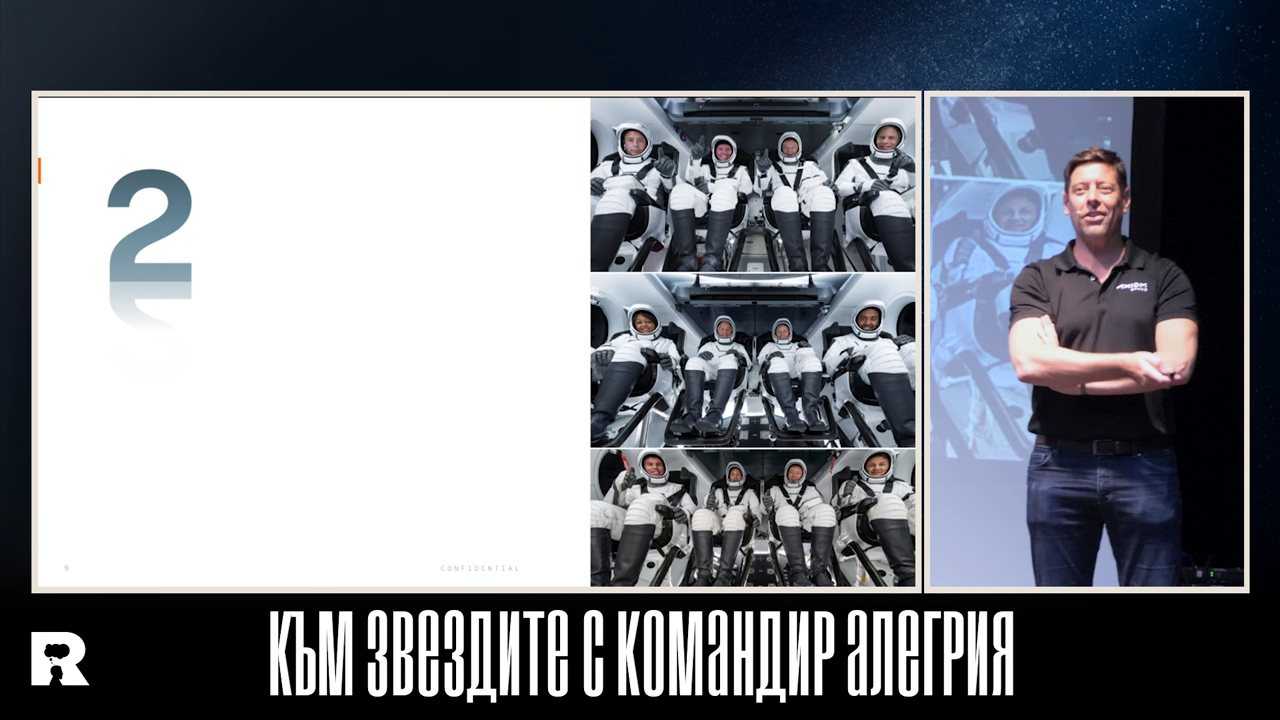 2
9
CONFIDENTIAL
AXIOM
SPACE
R
КЪМ ЗВЕЗДИТЕ С КОМАНДИР АЛЕГРИЯ